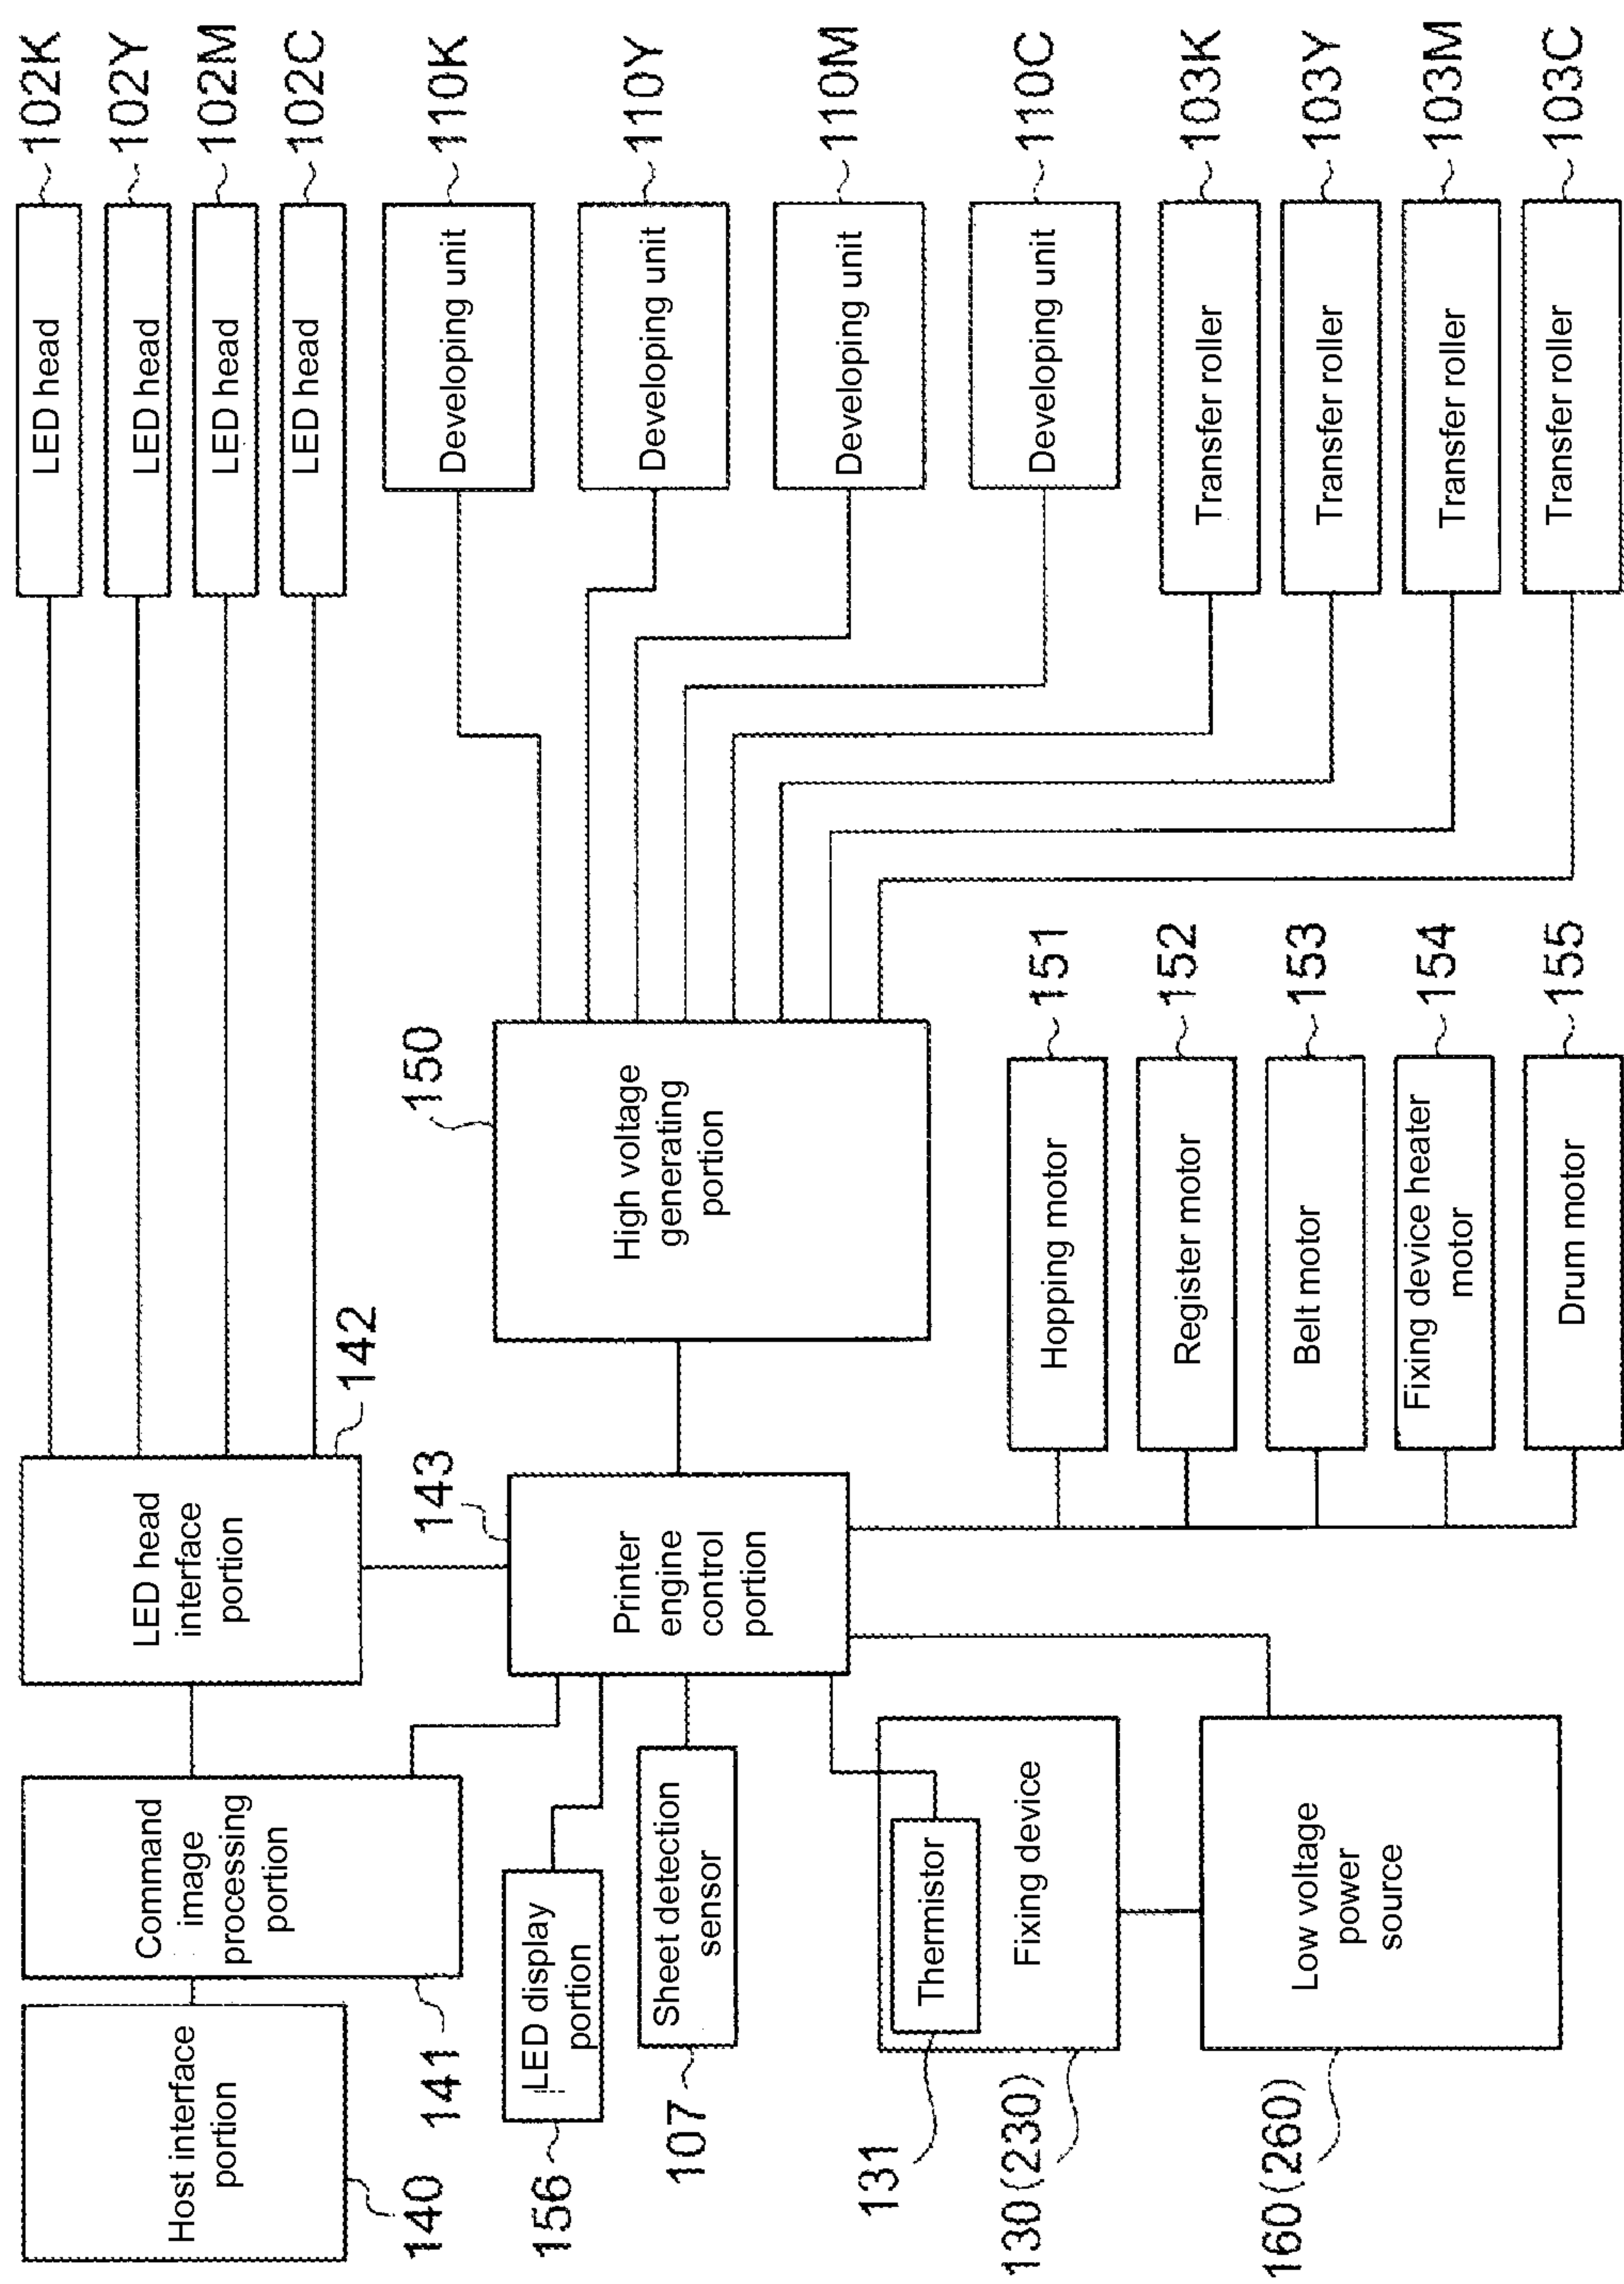 Host interface
portion
140
Command
image
processing
portion
141
LED head
interface
portion
142
LED head
102K
LED head
102Y
LED head
102M
LED head
102C
Printer
engine
control
portion
143
High voltage
generating
portion
150
Developing unit
110K
Developing unit
110Y
Developing unit
110M
Developing unit
110C
Transfer roller
103K
Transfer roller
103Y
Transfer roller
103M
Transfer roller
103C
LED display
portion
156
Sheet detection
sensor
107
Thermistor
131
Fixing device
130(230)
Low voltage
power
source
160(260)
Hopping motor
151
Register motor
152
Belt motor
153
Fixing device heater
motor
154
Drum motor
155